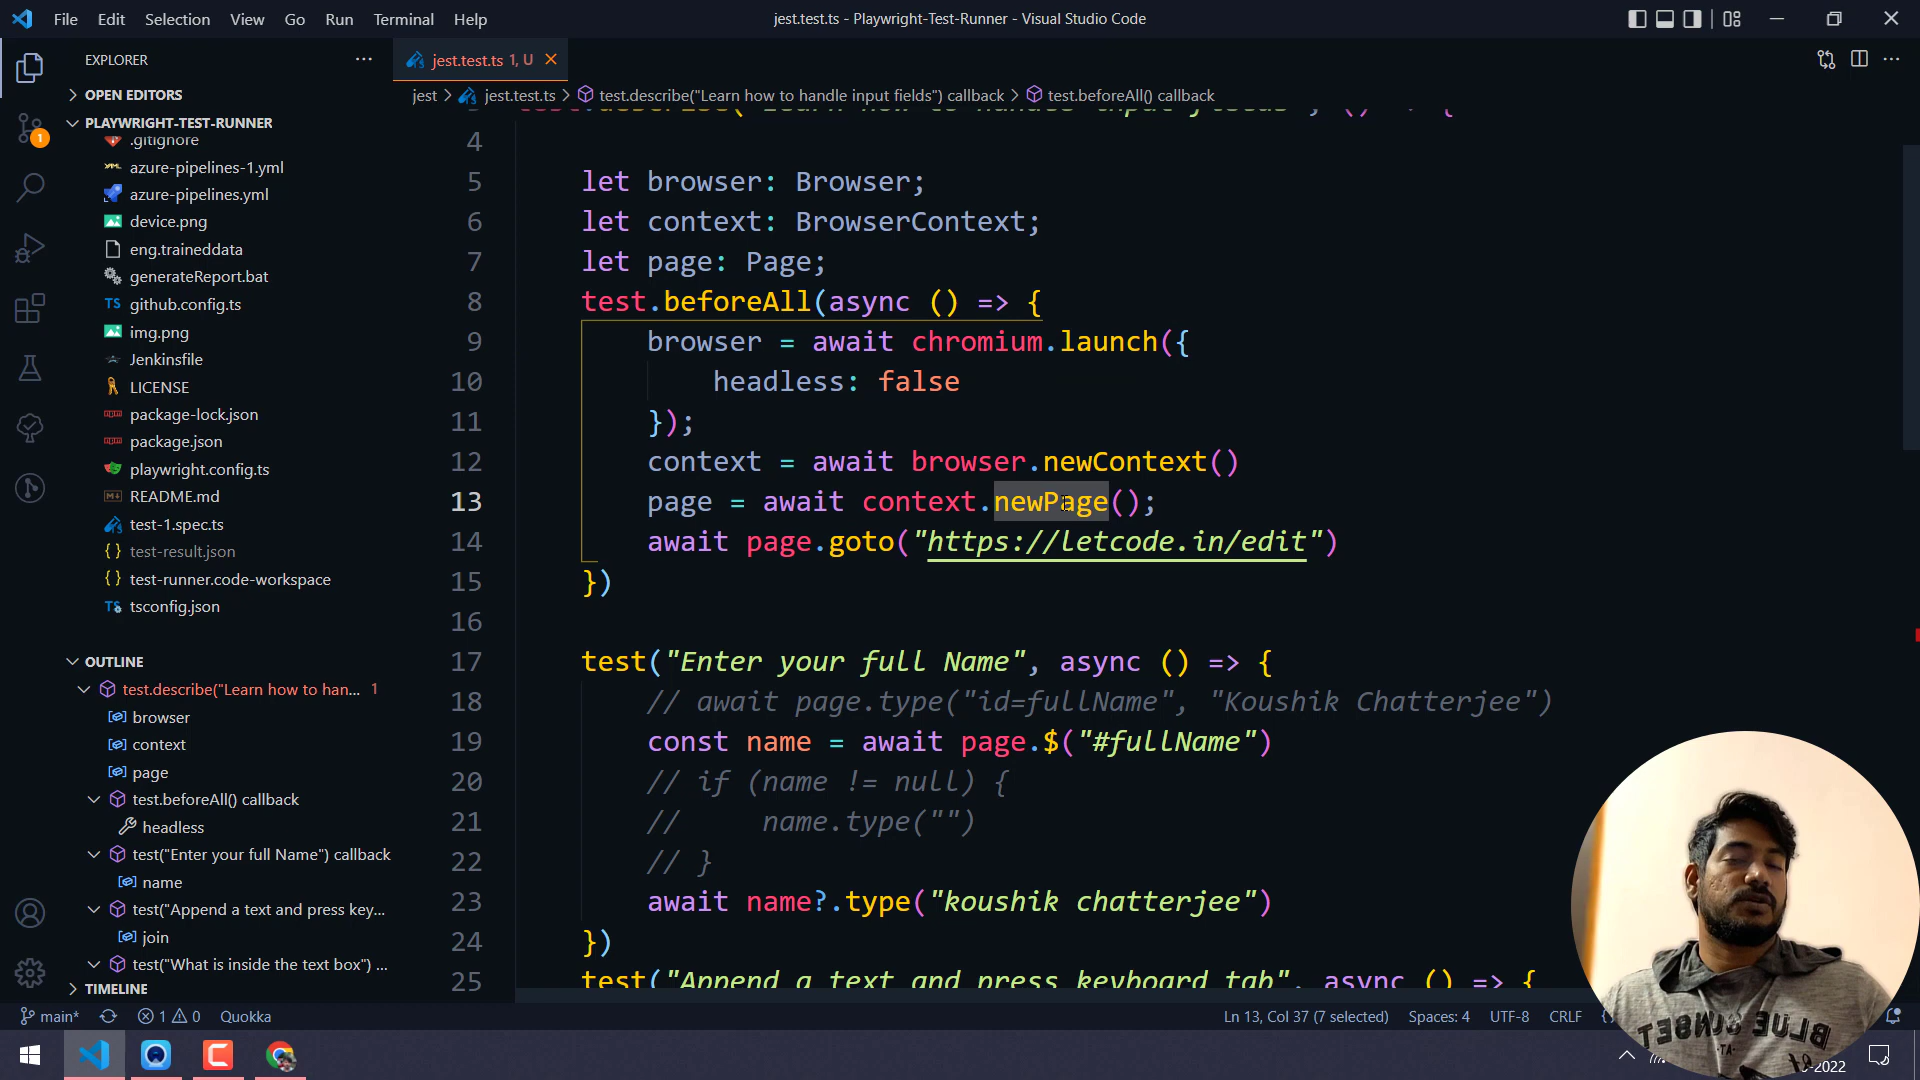 File Edit Selection View Go Run Terminal Help
jest.test.ts - Playwright-Test-Runner - Visual Studio Code
EXPLORER
jest.test.ts 1, U
OPEN EDITORS
jest > jest.test.ts > test.describe("Learn how to handle input fields") callback > test.beforeAll() callback
PLAYWRIGHT-TEST-RUNNER
.gitignore
azure-pipelines-1.yml
azure-pipelines.yml
device.png
eng.traineddata
generateReport.bat
TS github.config.ts
img.png
Jenkinsfile
LICENSE
package-lock.json
package.json
playwright.config.ts
README.md
test-1.spec.ts
{} test-result.json
{} test-runner.code-workspace
TS tsconfig.json
OUTLINE
test.describe("Learn how to han... 1
browser
context
page
test.beforeAll() callback
headless
test("Enter your full Name") callback
name
test("Append a text and press key...
join
test("What is inside the text box") ...
TIMELINE
4
5 let browser: Browser;
6 let context: BrowserContext;
7 let page: Page;
8 test.beforeAll(async () => {
9 browser = await chromium.launch({
10 headless: false
11 });
12 context = await browser.newContext()
13 page = await context.newPage();
14 await page.goto("https://letcode.in/edit")
15 })
16
17 test("Enter your full Name", async () => {
18 // await page.type("id=fullName", "Koushik Chatterjee")
19 const name = await page.$("#fullName")
20 // if (name != null) {
21 //     name.type("")
22 // }
23 await name?.type("koushik chatterjee")
24 })
25 test("Append a text and press keyboard tab", async () => {
main* 1 0 Quokka
Ln 13, Col 37 (7 selected) Spaces: 4 UTF-8 CRLF
-2022